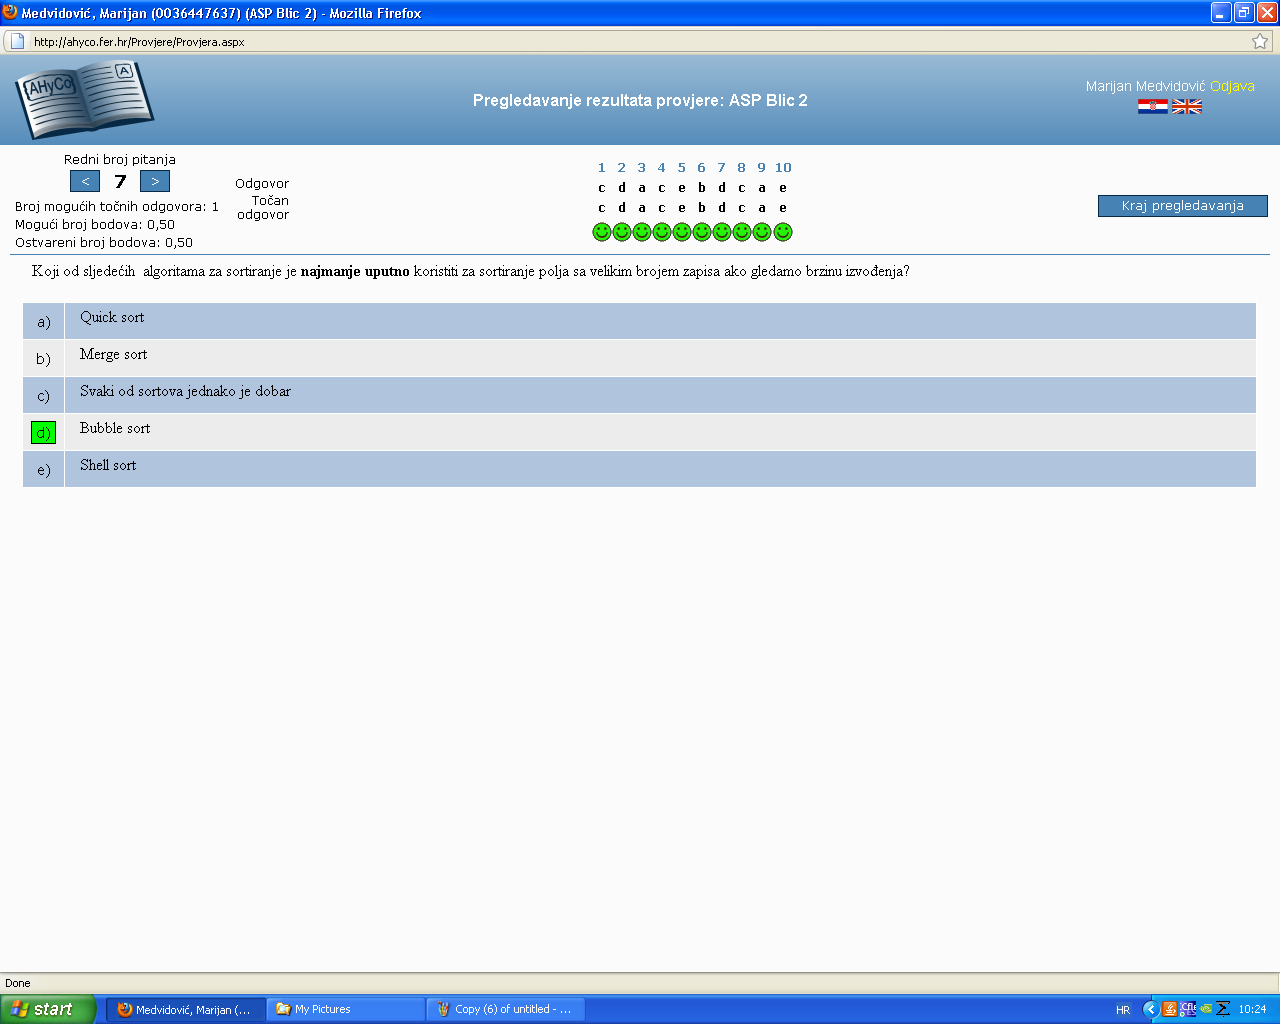 Medvidović, Marijan (0036447637) (ASP Blic 2) - Mozilla Firefox
http://ahyco.fer.hr/Provjere/Provjera.aspx
{AHyCo}
A
Pregledavanje rezultata provjere: ASP Blic 2
Marijan Medvidović Odjava
Redni broj pitanja
< 7 >
Broj mogućih točnih odgovora: 1
Mogući broj bodova: 0,50
Ostvareni broj bodova: 0,50
1 2 3 4 5 6 7 8 9 10
Odgovor c d a c e b d c a e
Točan
odgovor c d a c e b d c a e
Kraj pregledavanja
Koji od sljedećih algoritama za sortiranje je najmanje uputno koristiti za sortiranje polja sa velikim brojem zapisa ako gledamo brzinu izvođenja?
a) Quick sort
b) Merge sort
c) Svaki od sortova jednako je dobar
d) Bubble sort
e) Shell sort
Done
start Medvidović, Marijan (... My Pictures Copy (6) of untitled - ... HR 10:24